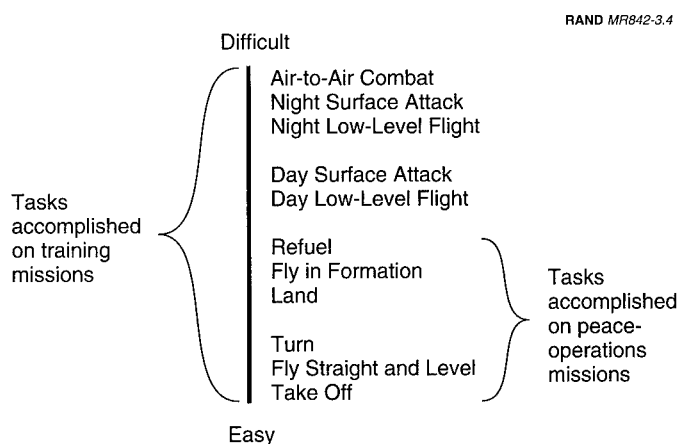 RAND MR842-3.4
Difficult
Air-to-Air Combat
Night Surface Attack
Night Low-Level Flight
Day Surface Attack
Day Low-Level Flight
Tasks
accomplished
on training
missions
Refuel
Fly in Formation
Land
Tasks
accomplished
on peace-
operations
missions
Turn
Fly Straight and Level
Take Off
Easy